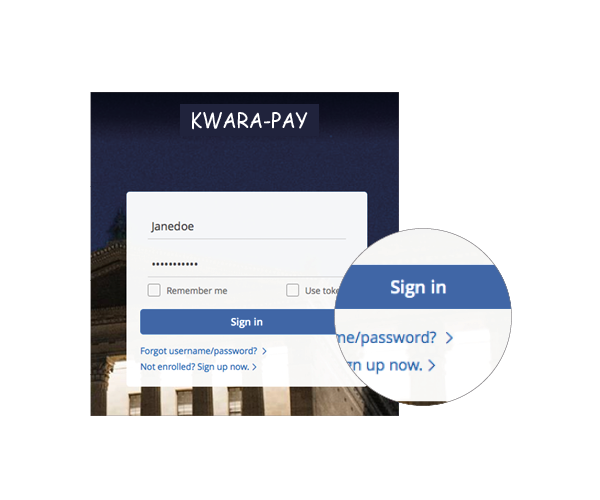 KWARA-PAY
Janedoe
•••••••••••
Remember me
Use toke
Sign in
Forgot username/password? >
Not enrolled? Sign up now. >
Sign in
me/password? >
gn up now. >